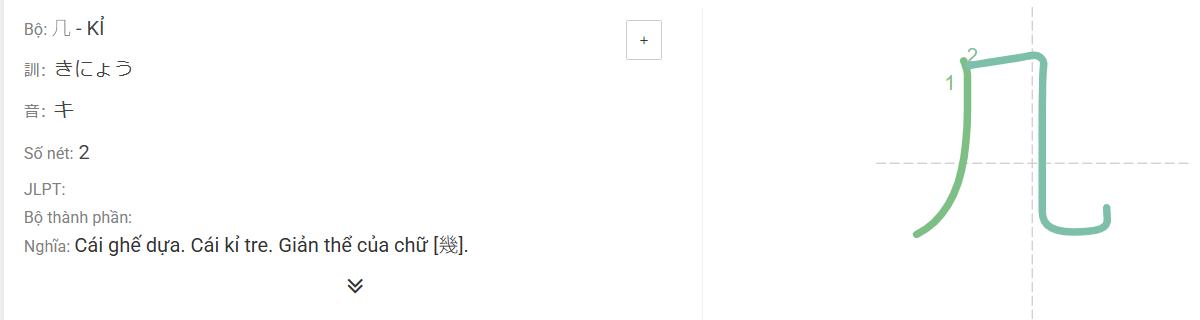 Bộ: 几 - KỈ
+
訓: きにょう
音: キ
Số nét: 2
JLPT:
Bộ thành phần:
Nghĩa: Cái ghế dựa. Cái kỉ tre. Giản thể của chữ [幾].
1
2
几